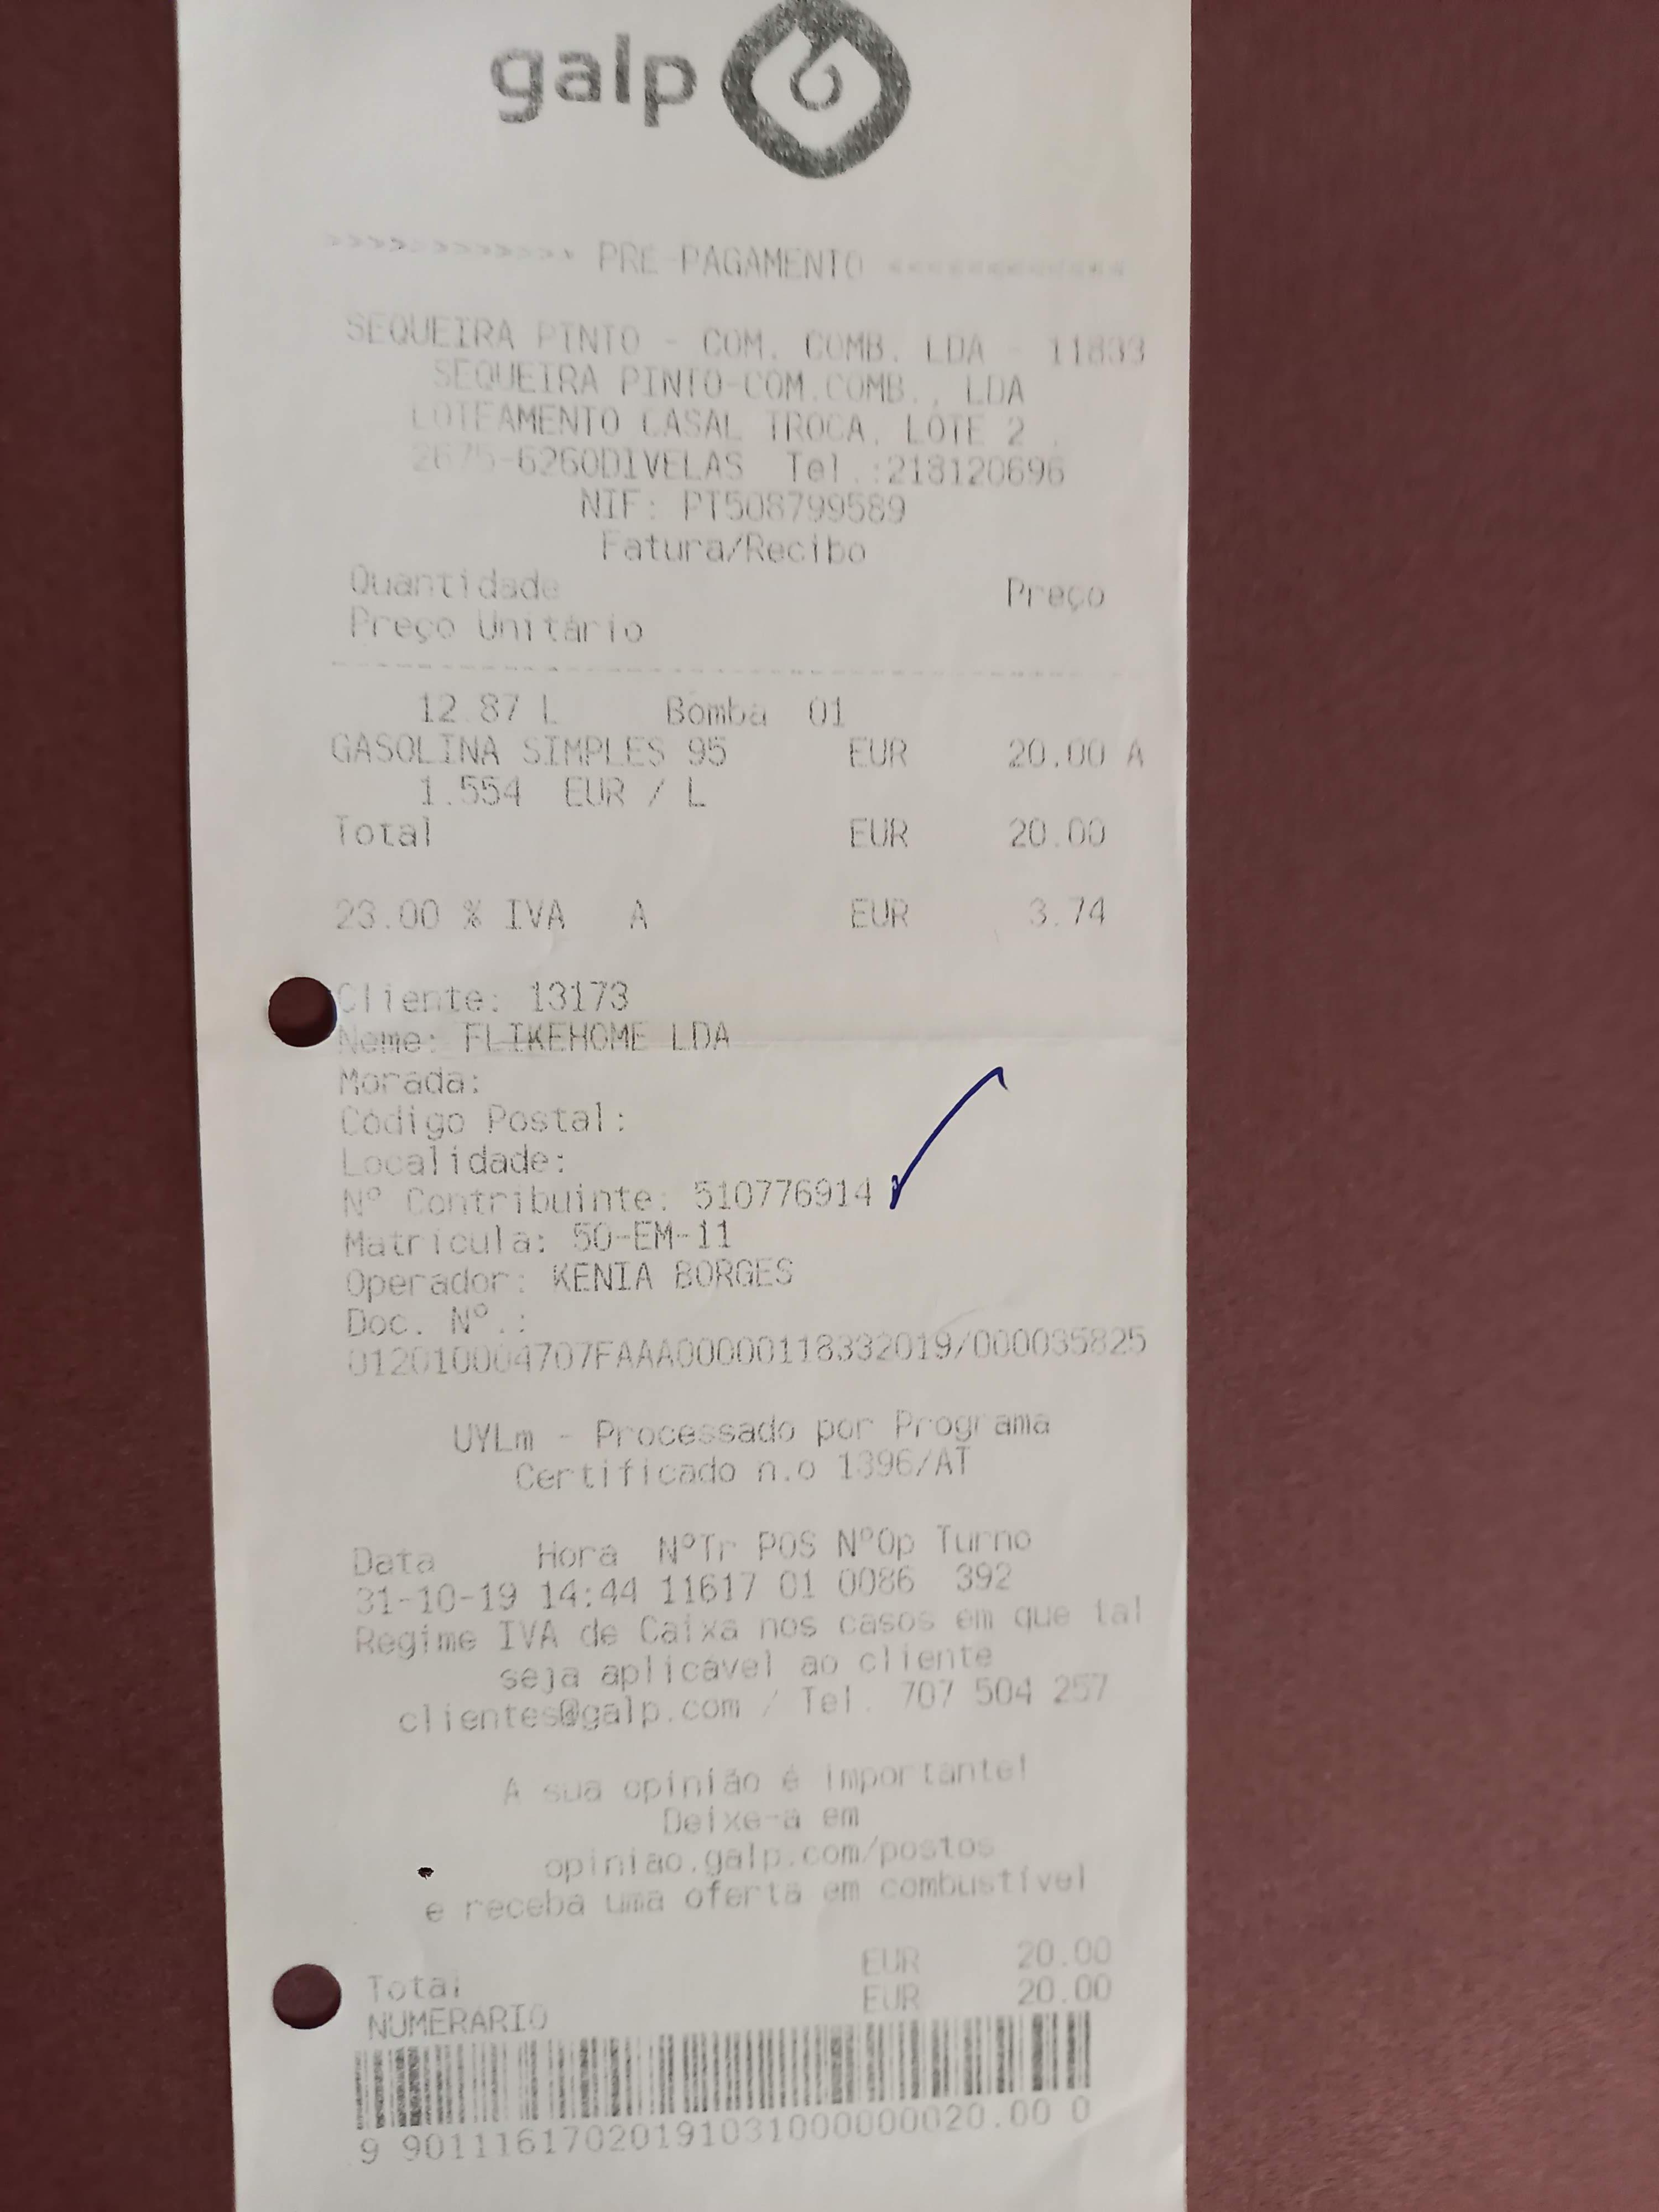 galp
>>>>>>>>>>>> PRE-PAGAMENTO <<<<<<<<<<<<
SEQUEIRA PINTO - COM. COMB. LDA - 11833
SEQUEIRA PINTO-COM.COMB., LDA
LOTEAMENTO CASAL TROCA, LOTE 2 .
2675-626ODIVELAS Tel.:218120696
NIF: PT508799589
Fatura/Recibo
Quantidade Preço
Preço Unitário
12.87 L Bomba 01
GASOLINA SIMPLES 95 EUR 20.00 A
1.554 EUR / L
Total EUR 20.00
23.00 % IVA A EUR 3.74
Cliente: 13173
Nome: FLIKEHOME LDA
Morada:
Código Postal:
Localidade:
Nº Contribuinte: 510776914
Matrícula: 50-EM-11
Operador: KENIA BORGES
Doc. Nº.:
012010004707FAAA00000118332019/000035825
UYLm - Processado por Programa
Certificado n.o 1396/AT
Data Hora NºTr POS NºOp Turno
31-10-19 14:44 11617 01 0086 392
Regime IVA de Caixa nos casos em que tal
seja aplicável ao cliente
clientes@galp.com / Tel. 707 504 257
A sua opinião é importante!
Deixe-a em
opiniao.galp.com/postos
e receba uma oferta em combustível
Total EUR 20.00
NUMERARIO EUR 20.00
9 9011161702019103100000002​0.00 0